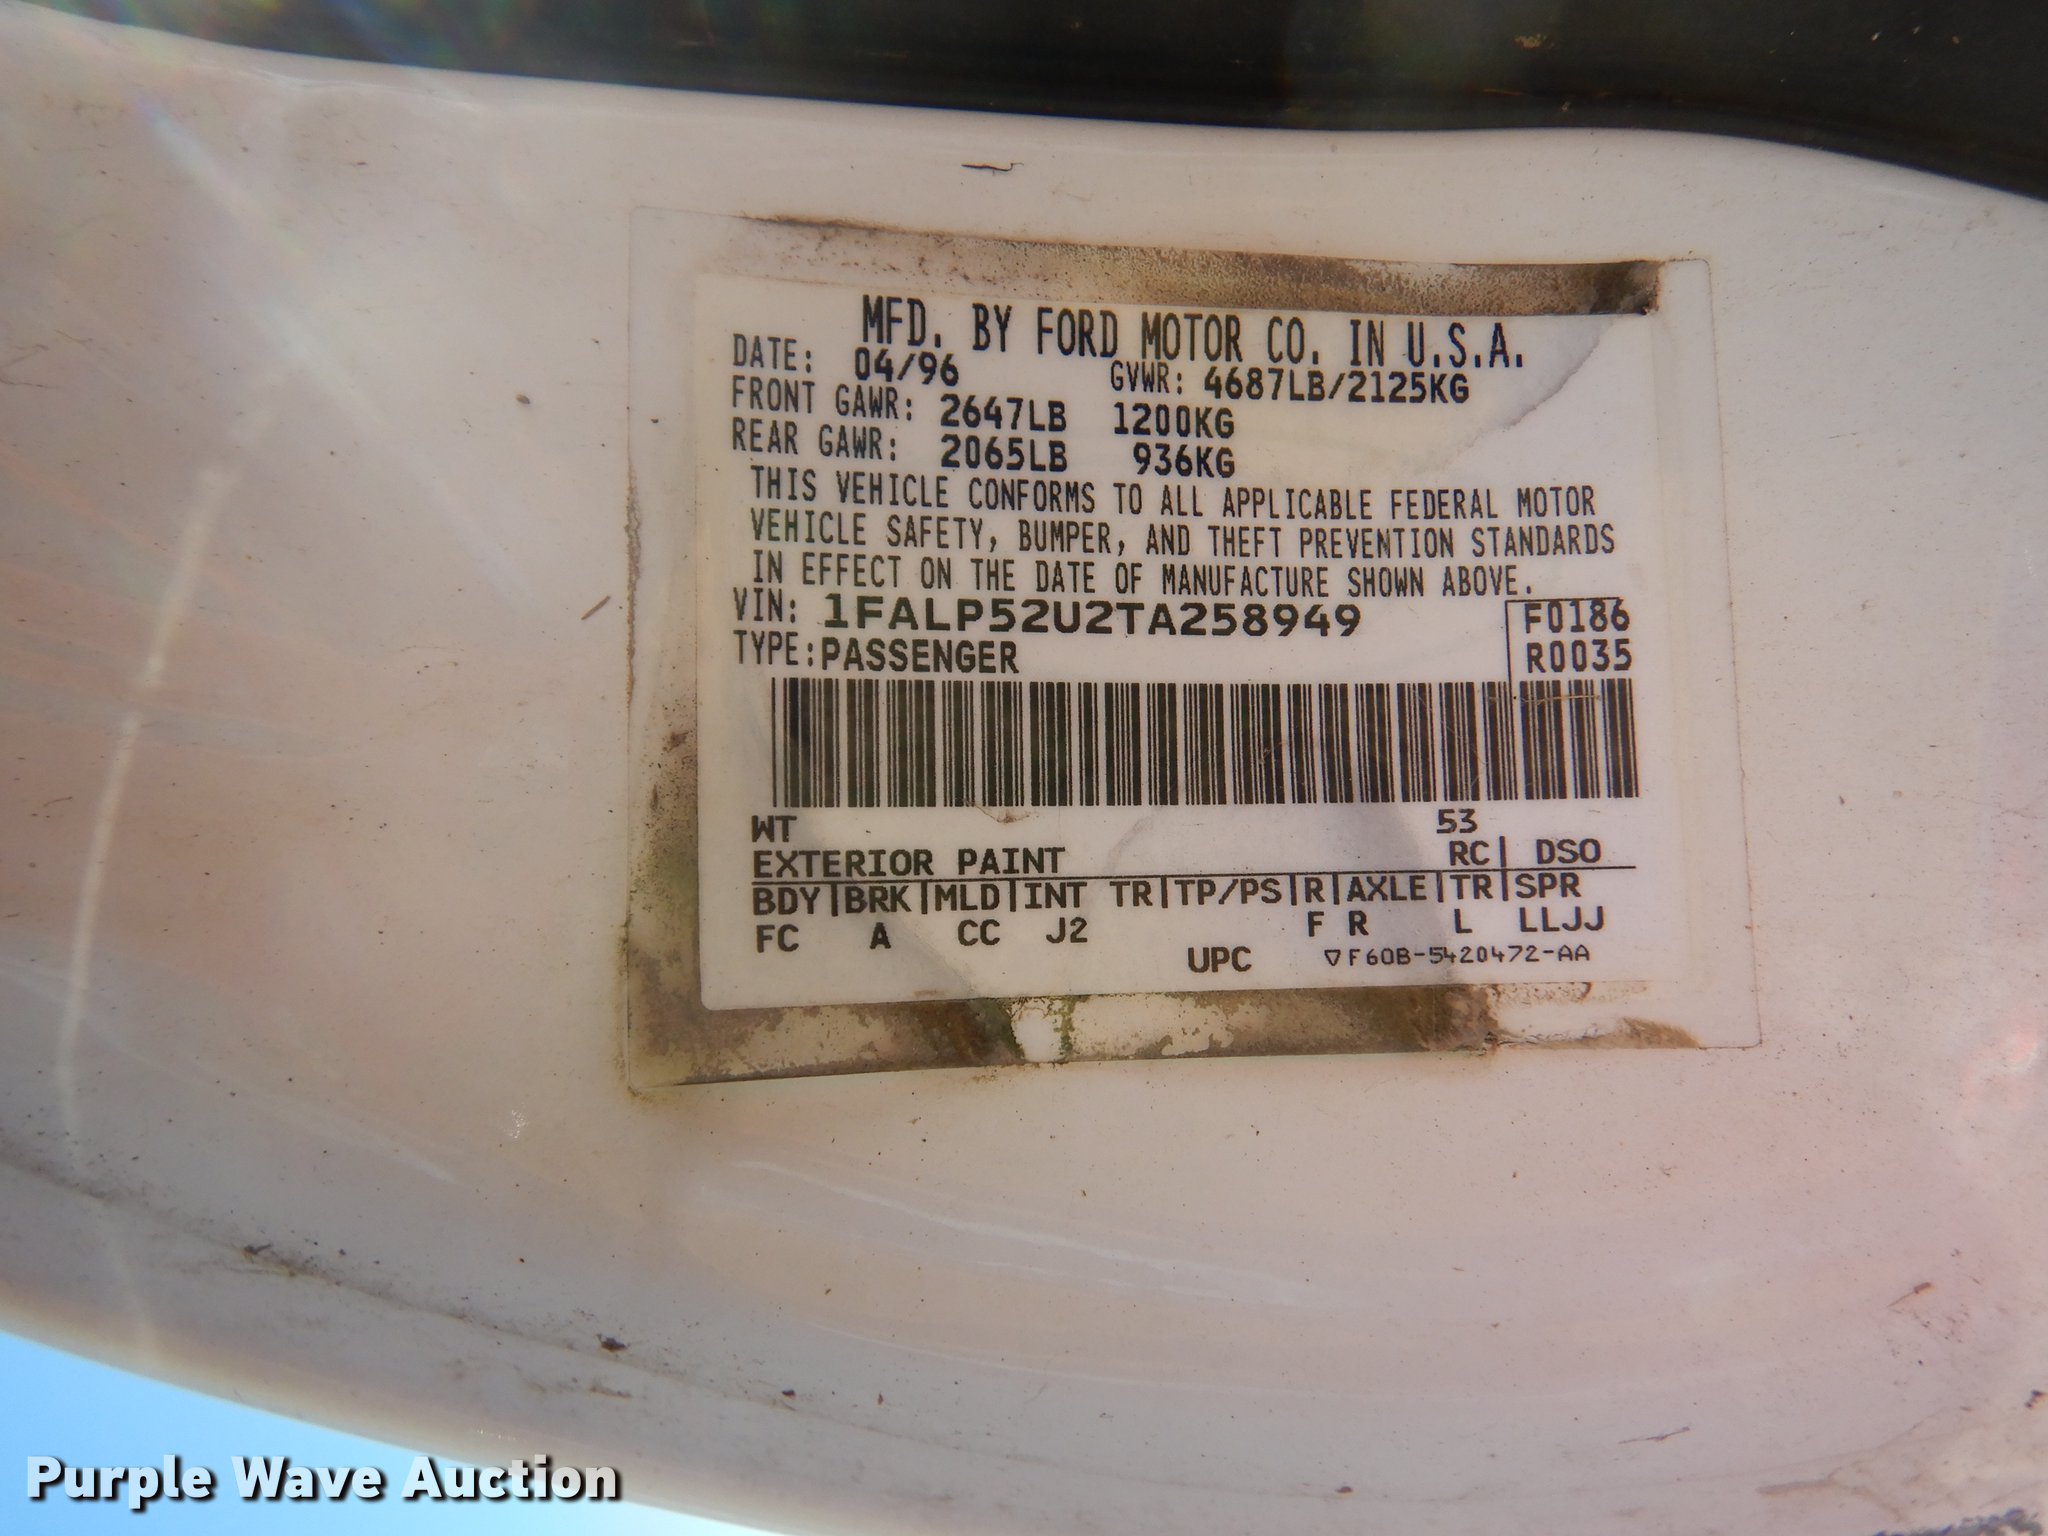 MFD. BY FORD MOTOR CO. IN U.S.A.
DATE: 04/96 GVWR: 4687LB/2125KG
FRONT GAWR: 2647LB 1200KG
REAR GAWR: 2065LB 936KG
THIS VEHICLE CONFORMS TO ALL APPLICABLE FEDERAL MOTOR
VEHICLE SAFETY, BUMPER, AND THEFT PREVENTION STANDARDS
IN EFFECT ON THE DATE OF MANUFACTURE SHOWN ABOVE.
VIN: 1FALP52U2TA258949 F0186
TYPE: PASSENGER R0035
WT 53
EXTERIOR PAINT RC| DSO
BDY|BRK|MLD|INT TR|TP/PS|R|AXLE|TR|SPR
FC A CC J2 F R L LLJJ
UPC ▽F60B-5420472-AA
Purple Wave Auction